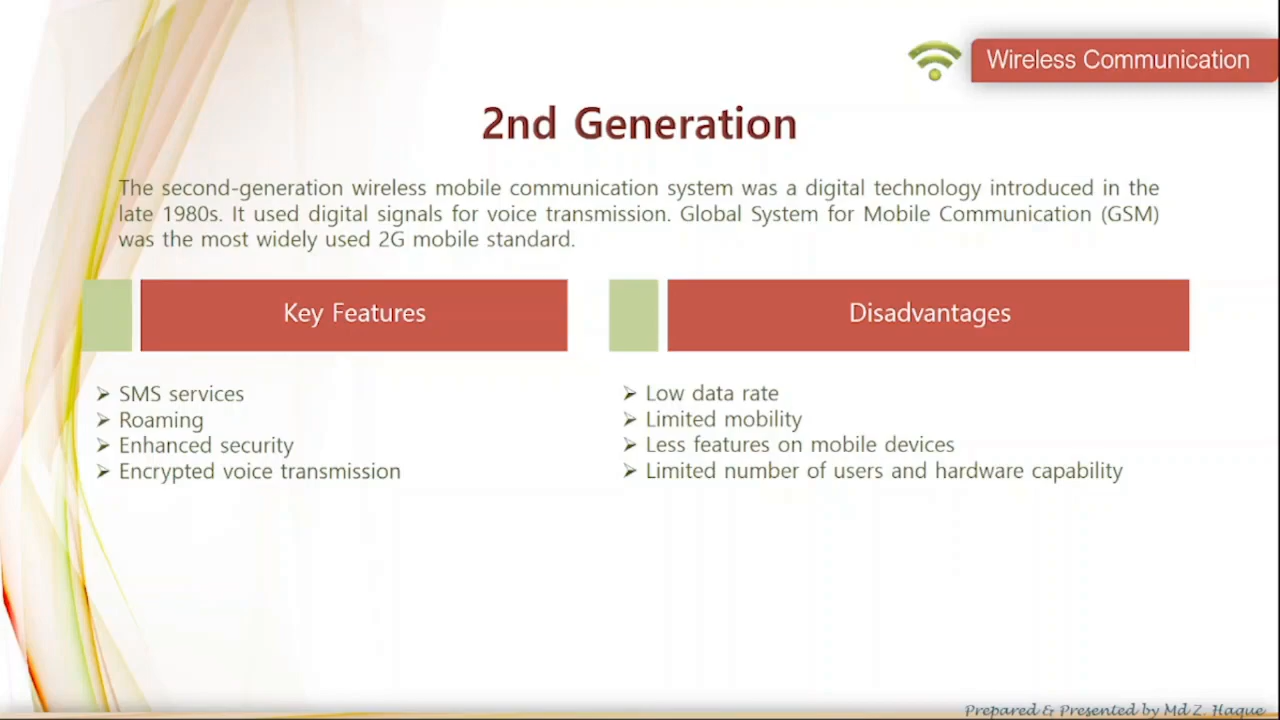 Wireless Communication
2nd Generation
The second-generation wireless mobile communication system was a digital technology introduced in the
late 1980s. It used digital signals for voice transmission. Global System for Mobile Communication (GSM)
was the most widely used 2G mobile standard.
Key Features
SMS services
Roaming
Enhanced security
Encrypted voice transmission
Disadvantages
Low data rate
Limited mobility
Less features on mobile devices
Limited number of users and hardware capability
Prepared & Presented by Md Z. Haque